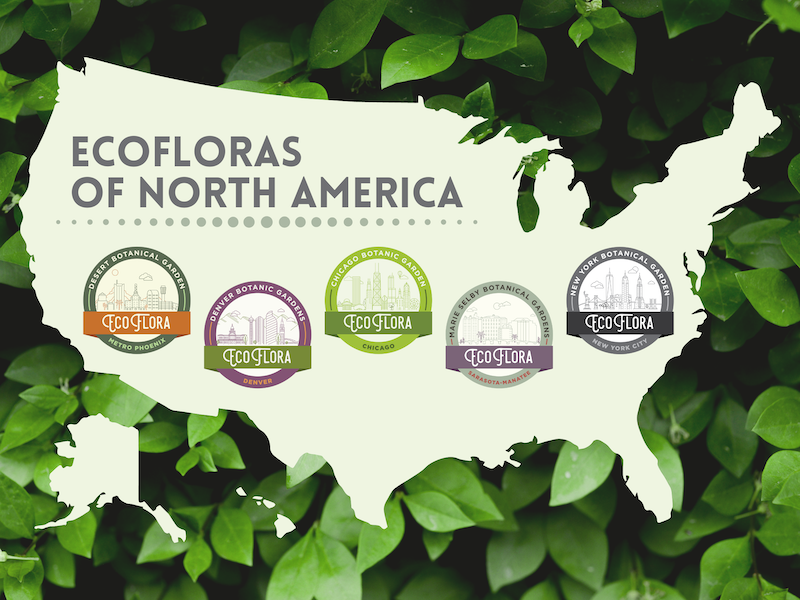 ECOFLORAS
OF NORTH AMERICA
DESERT BOTANICAL GARDEN
ECOFLORA
METRO PHOENIX
DENVER BOTANIC GARDENS
ECOFLORA
DENVER
CHICAGO BOTANIC GARDEN
ECOFLORA
CHICAGO
MARIE SELBY BOTANICAL GARDENS
ECOFLORA
SARASOTA-MANATEE
NEW YORK BOTANICAL GARDEN
ECOFLORA
NEW YORK CITY